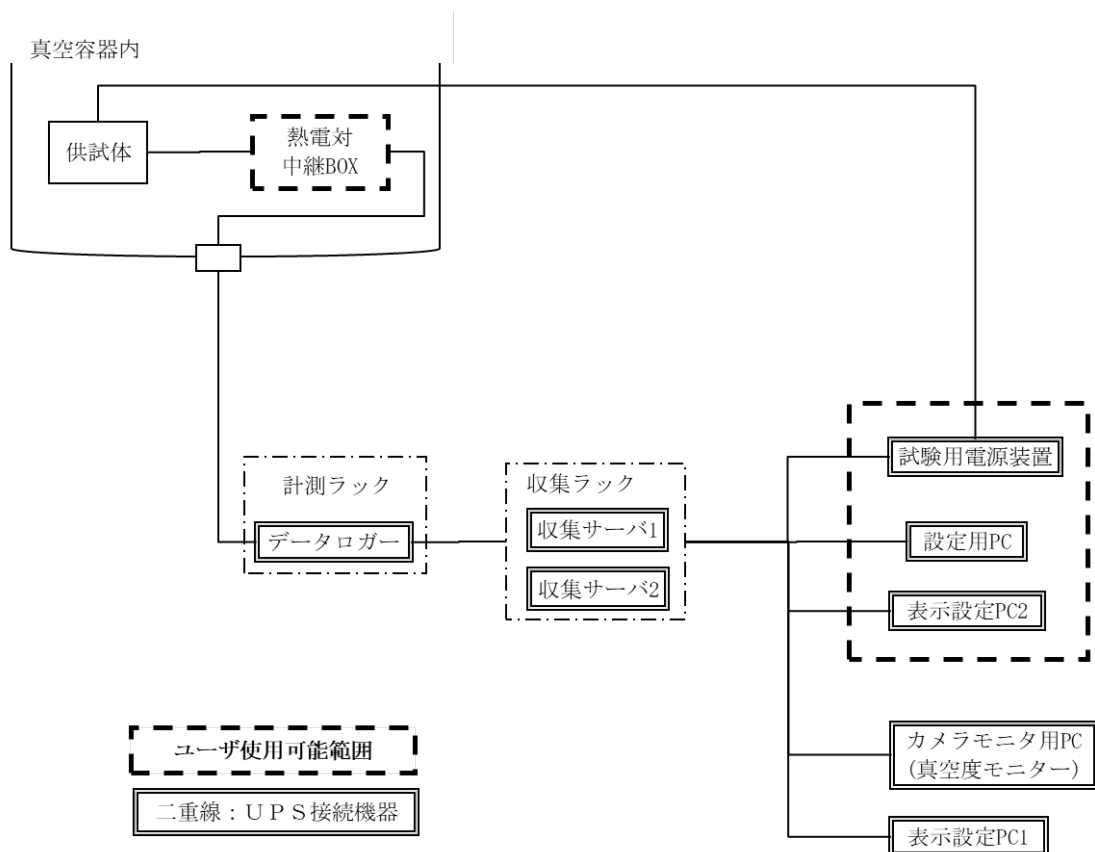 真空容器内
供試体
熱電対
中継BOX
計測ラック
データロガー
収集ラック
収集サーバ1
収集サーバ2
試験用電源装置
設定用PC
表示設定PC2
カメラモニタ用PC
(真空度モニター)
表示設定PC1
ユーザ使用可能範囲
二重線：ＵＰＳ接続機器